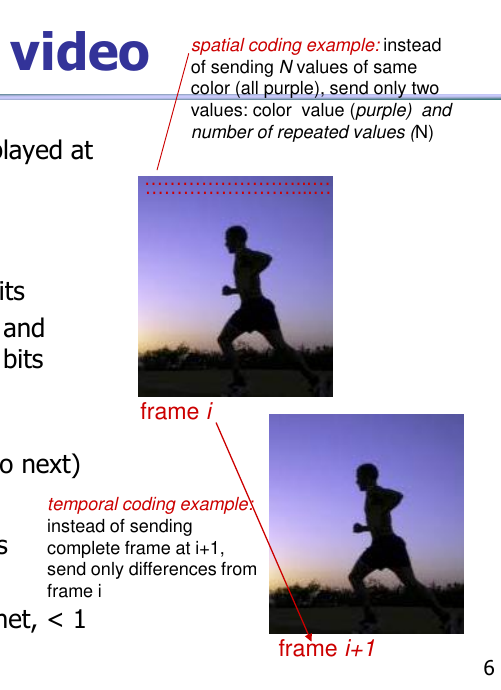 video
spatial coding example: instead
of sending N values of same
color (all purple), send only two
values: color value (purple) and
number of repeated values (N)
played at
its
and
bits
frame i
o next)
temporal coding example:
instead of sending
complete frame at i+1,
send only differences from
frame i
s
net, < 1
frame i+1
6